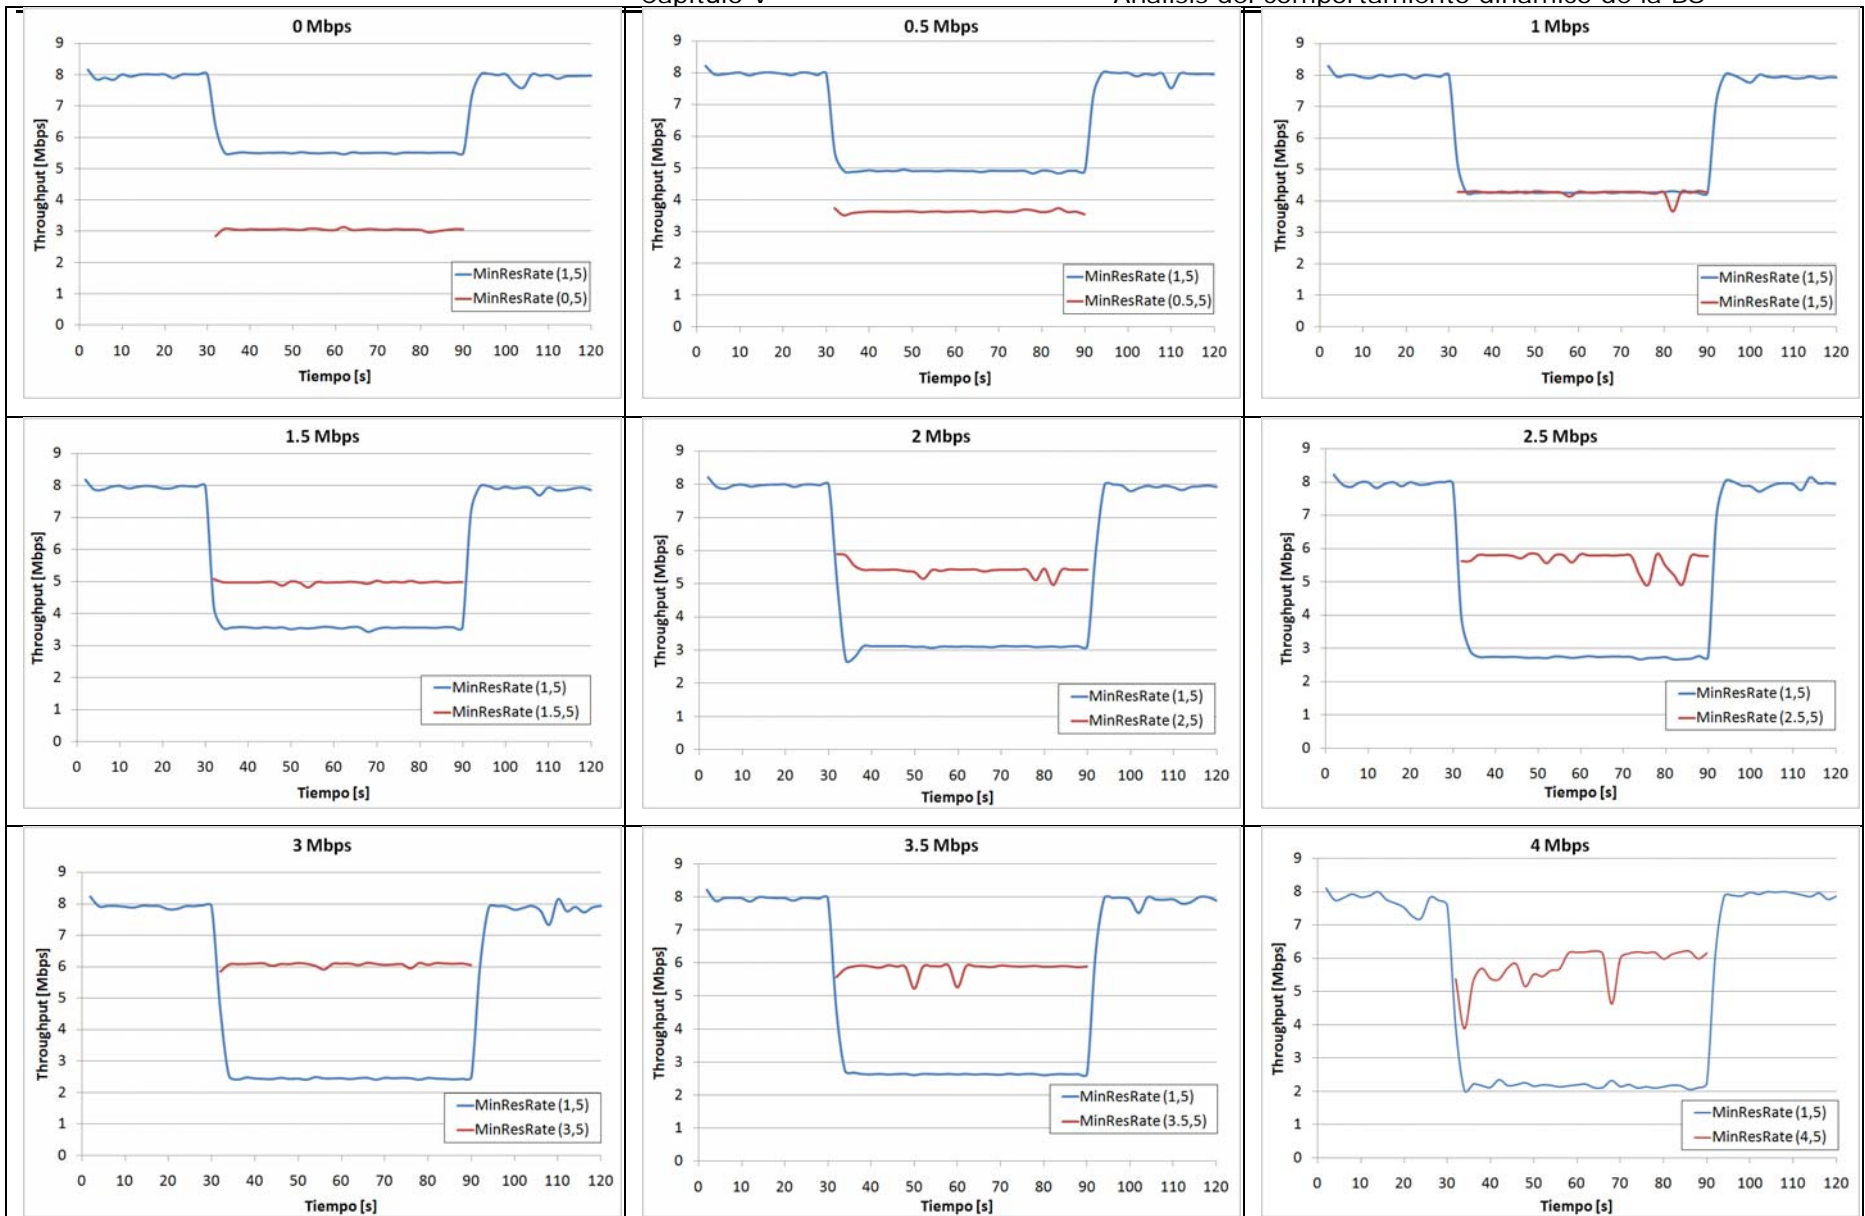 Capítulo V Análisis del comportamiento dinámico de la BS
0 Mbps
9
8
7
6
5
4
3
2
1
0
Throughput [Mbps]
MinResRate (1,5)
MinResRate (0,5)
0 10 20 30 40 50 60 70 80 90 100 110 120
Tiempo [s]
0.5 Mbps
9
8
7
6
5
4
3
2
1
0
Throughput [Mbps]
MinResRate (1,5)
MinResRate (0.5,5)
0 10 20 30 40 50 60 70 80 90 100 110 120
Tiempo [s]
1 Mbps
9
8
7
6
5
4
3
2
1
0
Throughput [Mbps]
MinResRate (1,5)
MinResRate (1,5)
0 10 20 30 40 50 60 70 80 90 100 110 120
Tiempo [s]
1.5 Mbps
9
8
7
6
5
4
3
2
1
0
Throughput [Mbps]
MinResRate (1,5)
MinResRate (1.5,5)
0 10 20 30 40 50 60 70 80 90 100 110 120
Tiempo [s]
2 Mbps
9
8
7
6
5
4
3
2
1
0
Throughput [Mbps]
MinResRate (1,5)
MinResRate (2,5)
0 10 20 30 40 50 60 70 80 90 100 110 120
Tiempo [s]
2.5 Mbps
9
8
7
6
5
4
3
2
1
0
Throughput [Mbps]
MinResRate (1,5)
MinResRate (2.5,5)
0 10 20 30 40 50 60 70 80 90 100 110 120
Tiempo [s]
3 Mbps
9
8
7
6
5
4
3
2
1
0
Throughput [Mbps]
MinResRate (1,5)
MinResRate (3,5)
0 10 20 30 40 50 60 70 80 90 100 110 120
Tiempo [s]
3.5 Mbps
9
8
7
6
5
4
3
2
1
0
Throughput [Mbps]
MinResRate (1,5)
MinResRate (3.5,5)
0 10 20 30 40 50 60 70 80 90 100 110 120
Tiempo [s]
4 Mbps
9
8
7
6
5
4
3
2
1
0
Throughput [Mbps]
MinResRate (1,5)
MinResRate (4,5)
0 10 20 30 40 50 60 70 80 90 100 110 120
Tiempo [s]